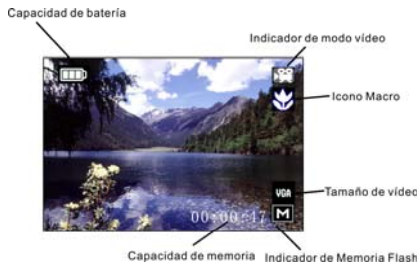 Capacidad de batería
Indicador de modo vídeo
Icono Macro
VGA
Tamaño de vídeo
00:00:47
M
Capacidad de memoria
Indicador de Memoria Flash